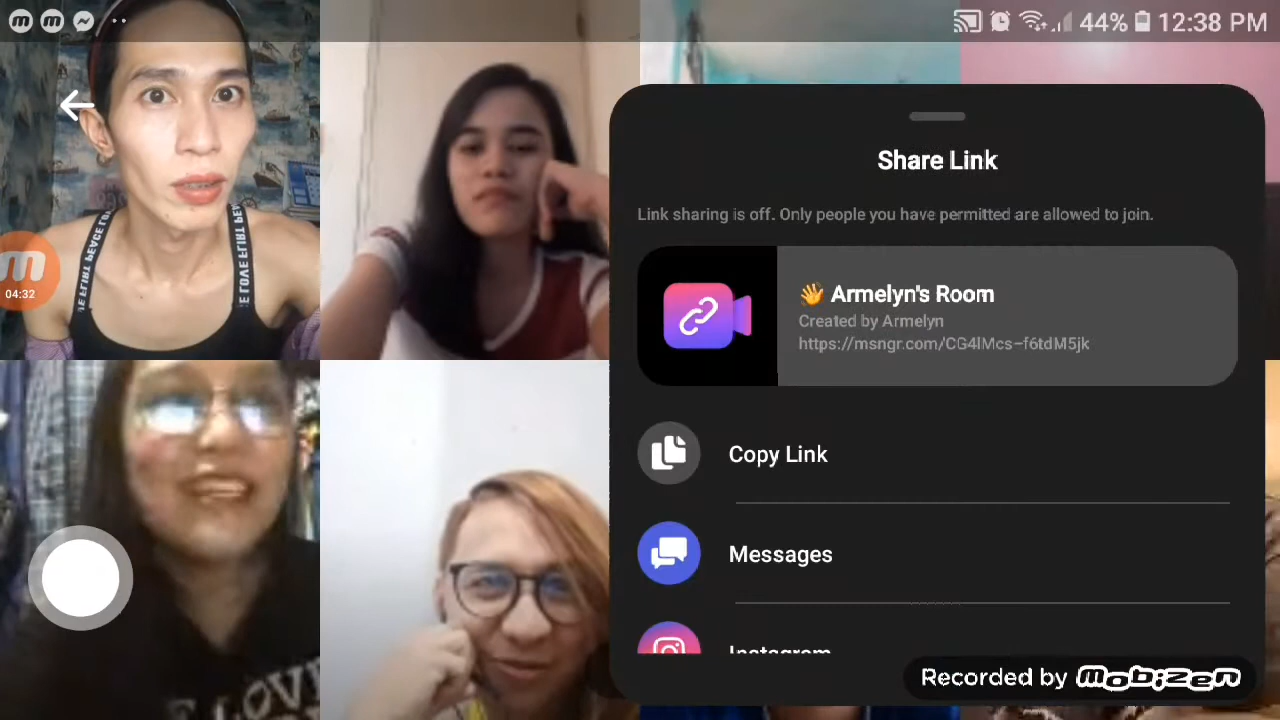 44% 12:38 PM
Share Link
Link sharing is off. Only people you have permitted are allowed to join.
👋 Armelyn's Room
Created by Armelyn
https://msngr.com/CG4lMcs-f6tdM5jk
04:32
Copy Link
Messages
Instagram
Recorded by mobizen